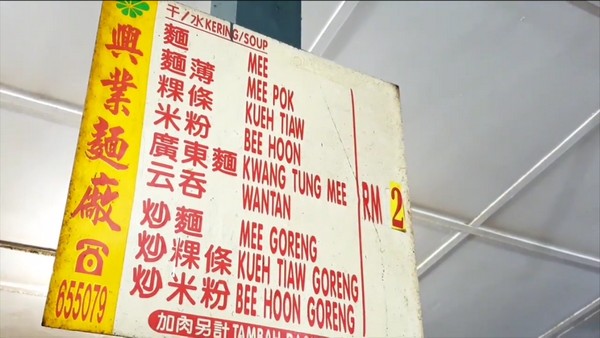 興業麵廠
655079
干/水 KERING/SOUP
麵 MEE
麵薄 MEE POK
粿條 KUEH TIAW
米粉 BEE HOON
廣東麵 KWANG TUNG MEE
云吞 WANTAN
炒麵 MEE GORENG
炒粿條 KUEH TIAW GORENG
炒米粉 BEE HOON GORENG
RM 2
加肉另計 TAMBAH